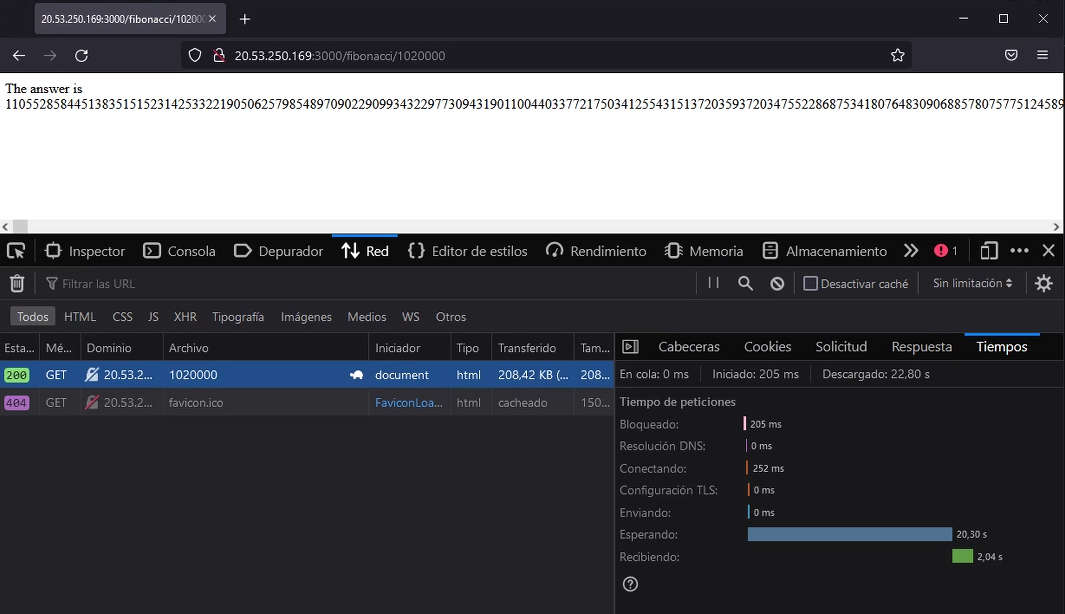 20.53.250.169:3000/fibonacci/102000
20.53.250.169:3000/fibonacci/1020000
The answer is
11055285844513835151523142533221905062579854897090229099343229773094319011004403377217503412554315137203593720347552286875341807648309068857807577512458 9
Inspector Consola Depurador Red Editor de estilos Rendimiento Memoria Almacenamiento 1
Filtrar las URL Desactivar caché Sin limitación
Todos HTML CSS JS XHR Tipografía Imágenes Medios WS Otros
Esta... Mé... Dominio Archivo Iniciador Tipo Transferido Tam... Cabeceras Cookies Solicitud Respuesta Tiempos
200 GET 20.53.2... 1020000 document html 208,42 KB (... 208... En cola: 0 ms Iniciado: 205 ms Descargado: 22,80 s
404 GET 20.53.2... favicon.ico FaviconLoa... html cacheado 150... Tiempo de peticiones
Bloqueado: 205 ms
Resolución DNS: 0 ms
Conectando: 252 ms
Configuración TLS: 0 ms
Enviando: 0 ms
Esperando: 20,30 s
Recibiendo: 2,04 s